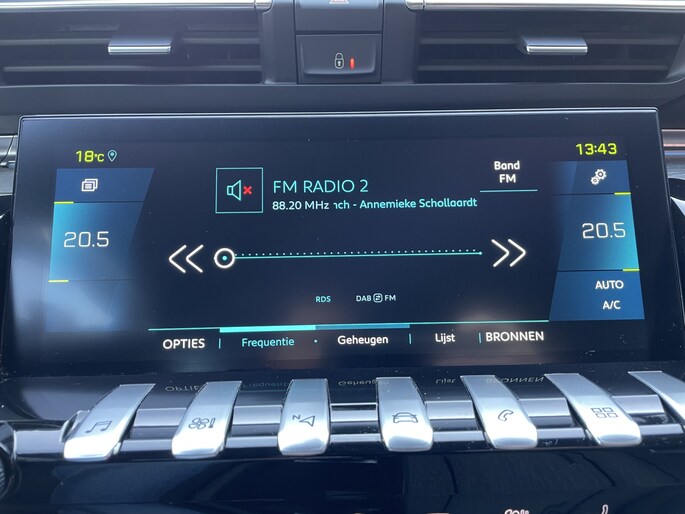 18°C 13:43
Band
FM
FM RADIO 2
88.20 MHz nch - Annemieke Schollaardt
20.5 20.5
AUTO
A/C
RDS DAB FM
OPTIES Frequentie Geheugen Lijst BRONNEN
N